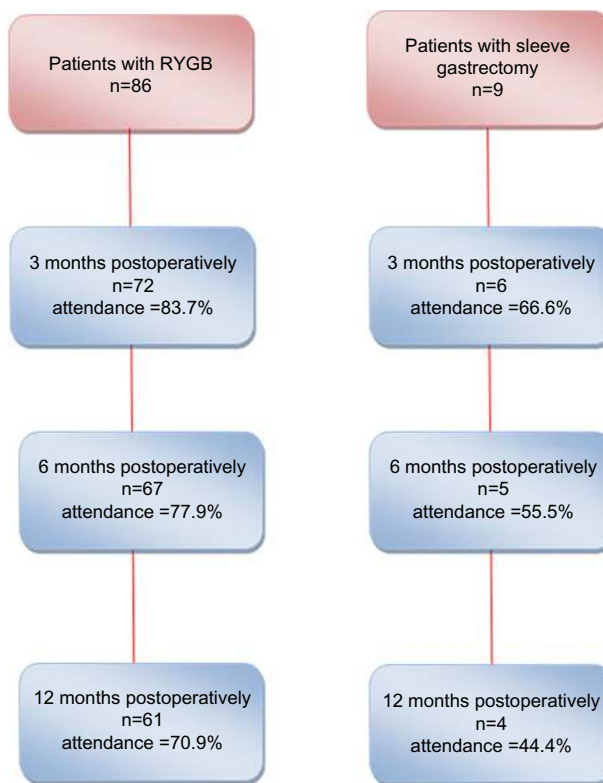 Patients with RYGB
n=86
3 months postoperatively
n=72
attendance =83.7%
6 months postoperatively
n=67
attendance =77.9%
12 months postoperatively
n=61
attendance =70.9%
Patients with sleeve
gastrectomy
n=9
3 months postoperatively
n=6
attendance =66.6%
6 months postoperatively
n=5
attendance =55.5%
12 months postoperatively
n=4
attendance =44.4%